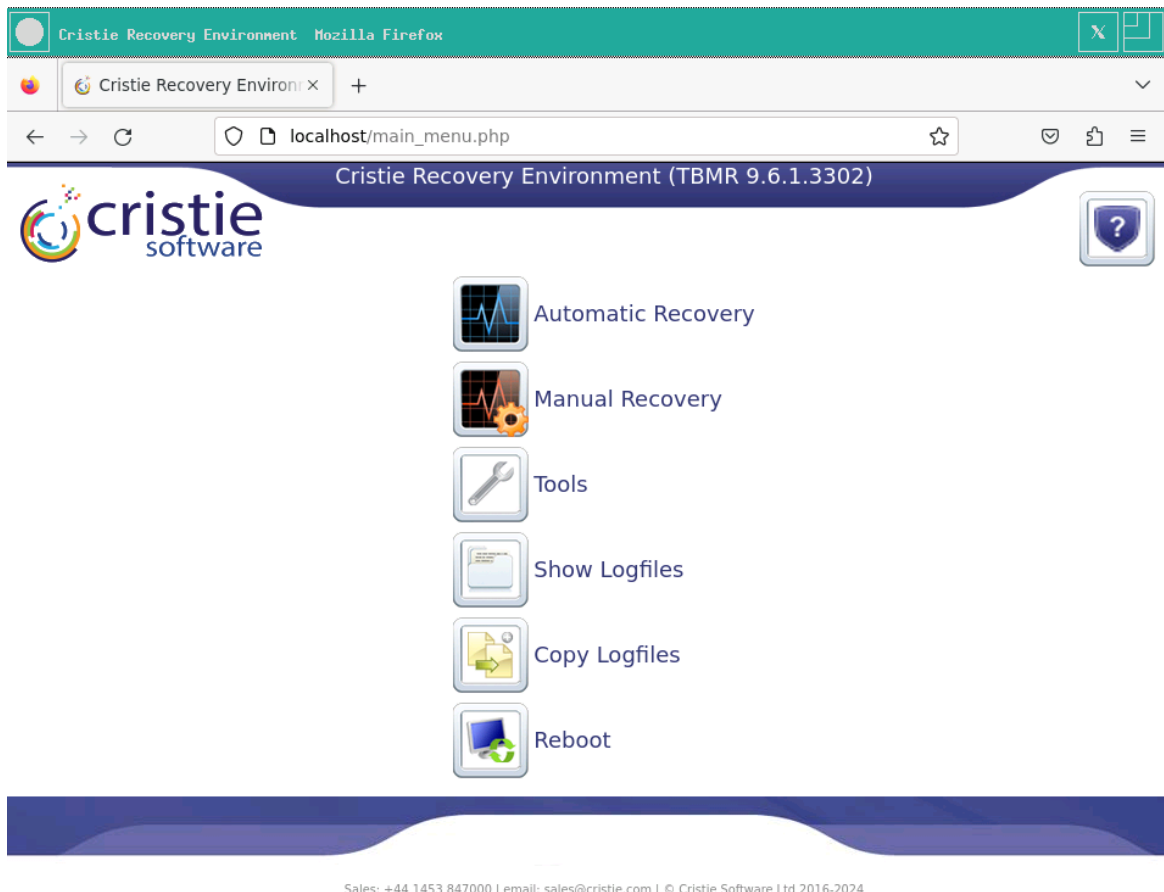 Cristie Recovery Environment  Mozilla Firefox
Cristie Recovery Environr
localhost/main_menu.php
Cristie Recovery Environment (TBMR 9.6.1.3302)
cristie
software
?
Automatic Recovery
Manual Recovery
Tools
Show Logfiles
Copy Logfiles
Reboot
Sales: +44 1453 847000 | email: sales@cristie.com | © Cristie Software Ltd 2016-2024